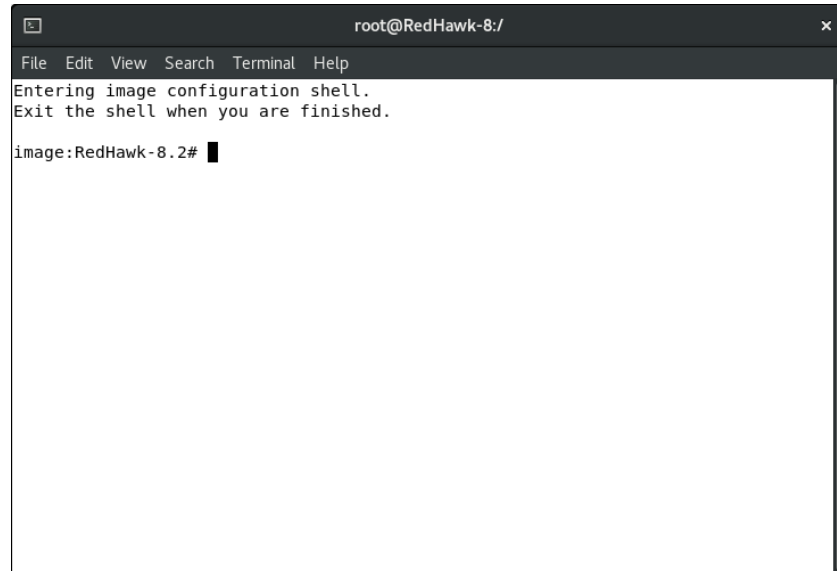 root@RedHawk-8:/
File Edit View Search Terminal Help
Entering image configuration shell.
Exit the shell when you are finished.
image:RedHawk-8.2#